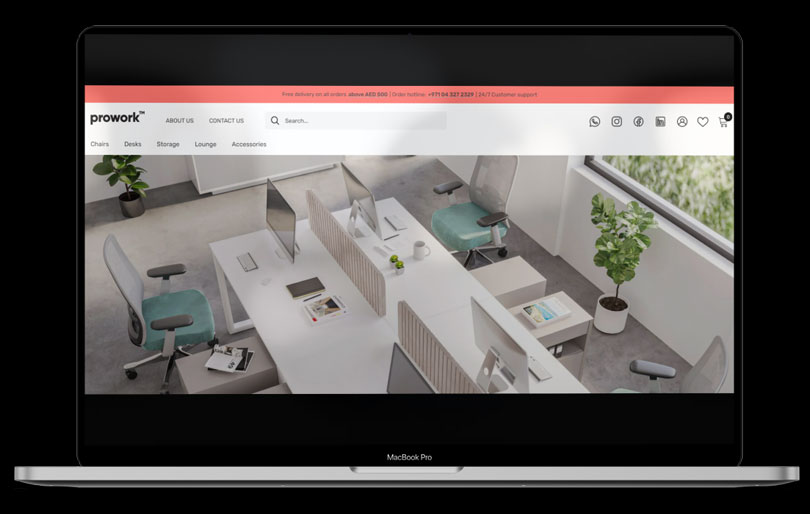 Free delivery on all orders above AED 500 | Order hotline: +971 04 327 2329 | 24/7 Customer support
prowork™
ABOUT US
CONTACT US
Search...
0
Chairs
Desks
Storage
Lounge
Accessories
MacBook Pro